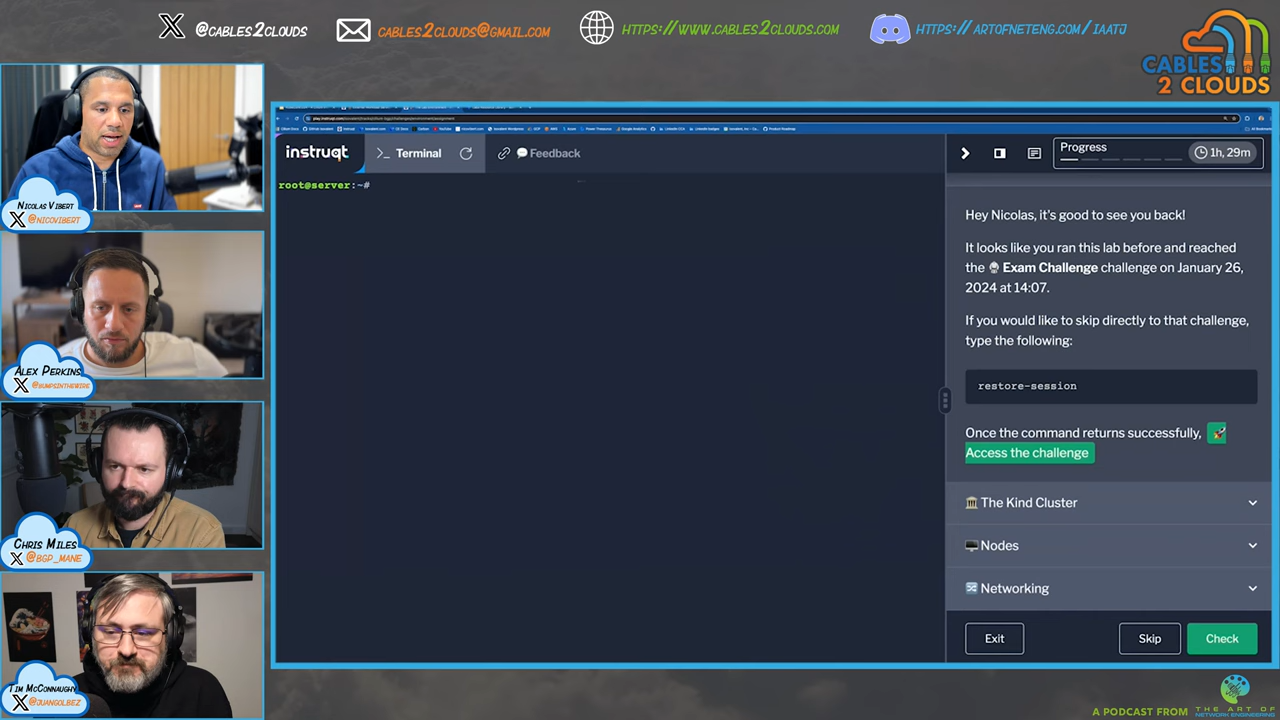 @CABLES2CLOUDS
CABLES2CLOUDS@GMAIL.COM
HTTPS://WWW.CABLES2CLOUDS.COM
HTTPS://ARTOFNETENG.COM/IAATJ
CABLES
2 CLOUDS
NICOLAS VIBERT
@NICOVIBERT
ALEX PERKINS
@BUMPSINTHEWIRE
CHRIS MILES
@BGP_MANE
TIM MCCONNAUGHY
@JUANGOLBEZ
instruqt
>_ Terminal
Feedback
root@server:~#
Progress
1h, 29m
Hey Nicolas, it's good to see you back!
It looks like you ran this lab before and reached
the Exam Challenge challenge on January 26,
2024 at 14:07.
If you would like to skip directly to that challenge,
type the following:
restore-session
Once the command returns successfully,
Access the challenge
The Kind Cluster
Nodes
Networking
Exit
Skip
Check
A PODCAST FROM
THE ART OF
NETWORK ENGINEERING